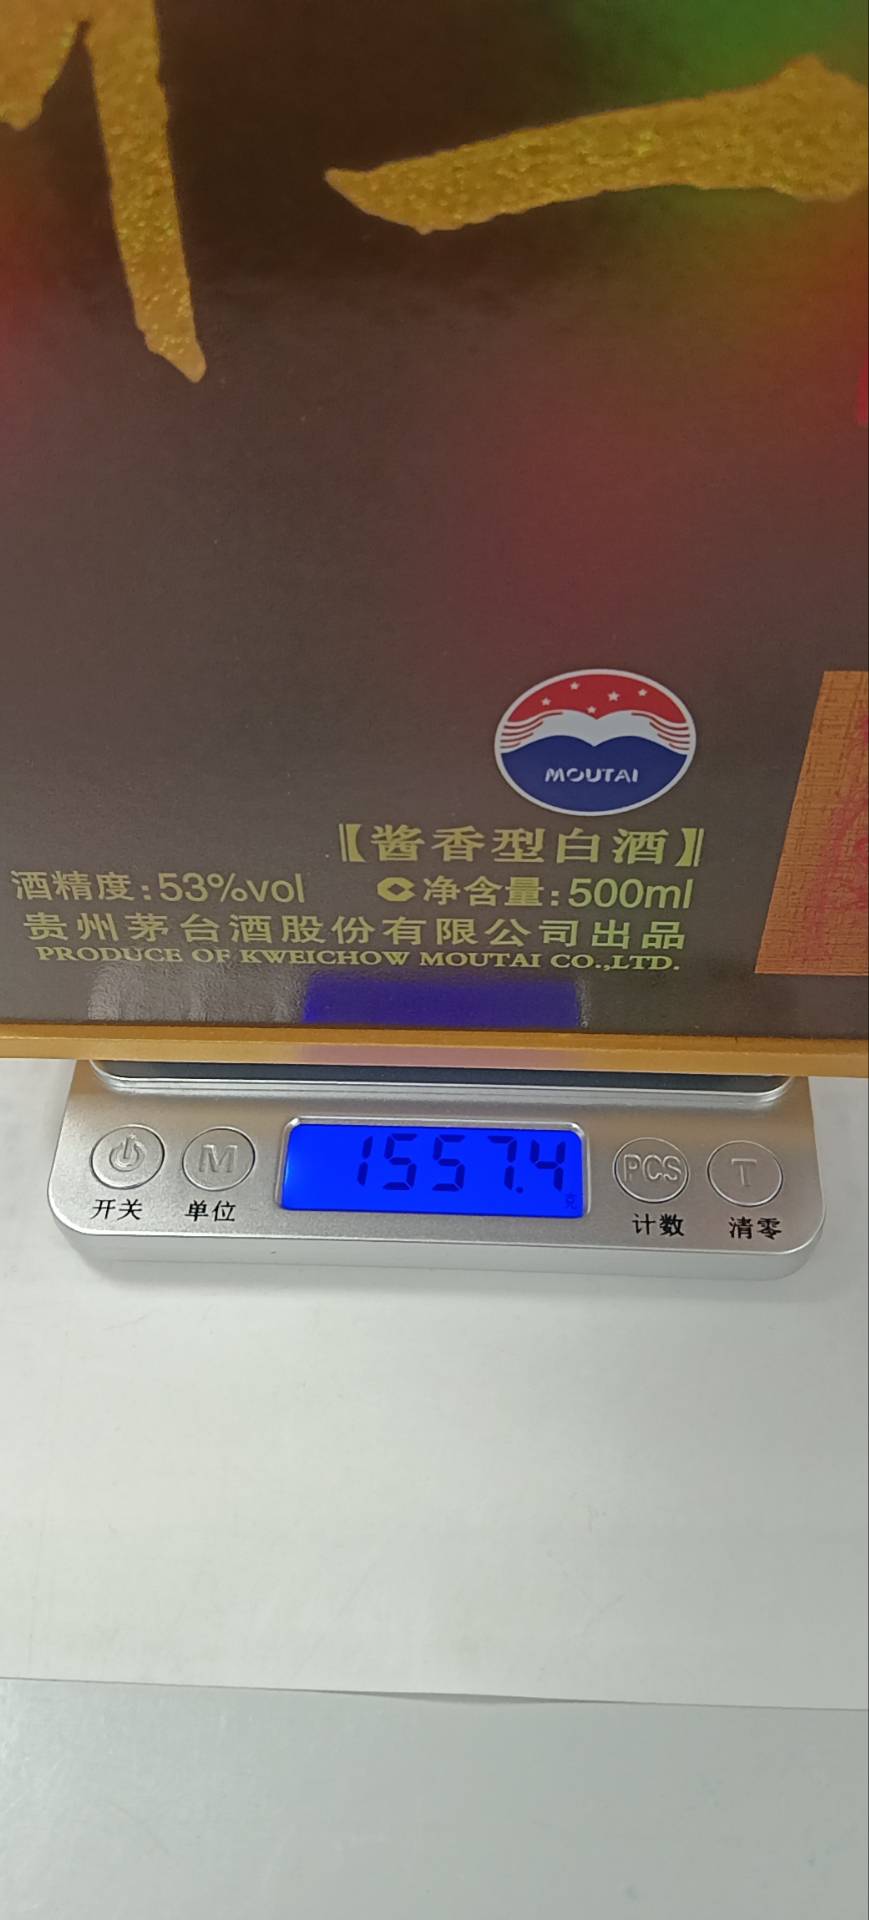 MOUTAI
【酱香型白酒】
酒精度:53%vol 净含量:500ml
贵州茅台酒股份有限公司出品
PRODUCE OF KWEICHOW MOUTAI CO.,LTD.
1557.4
克
M PCS T
开关 单位 计数 清零